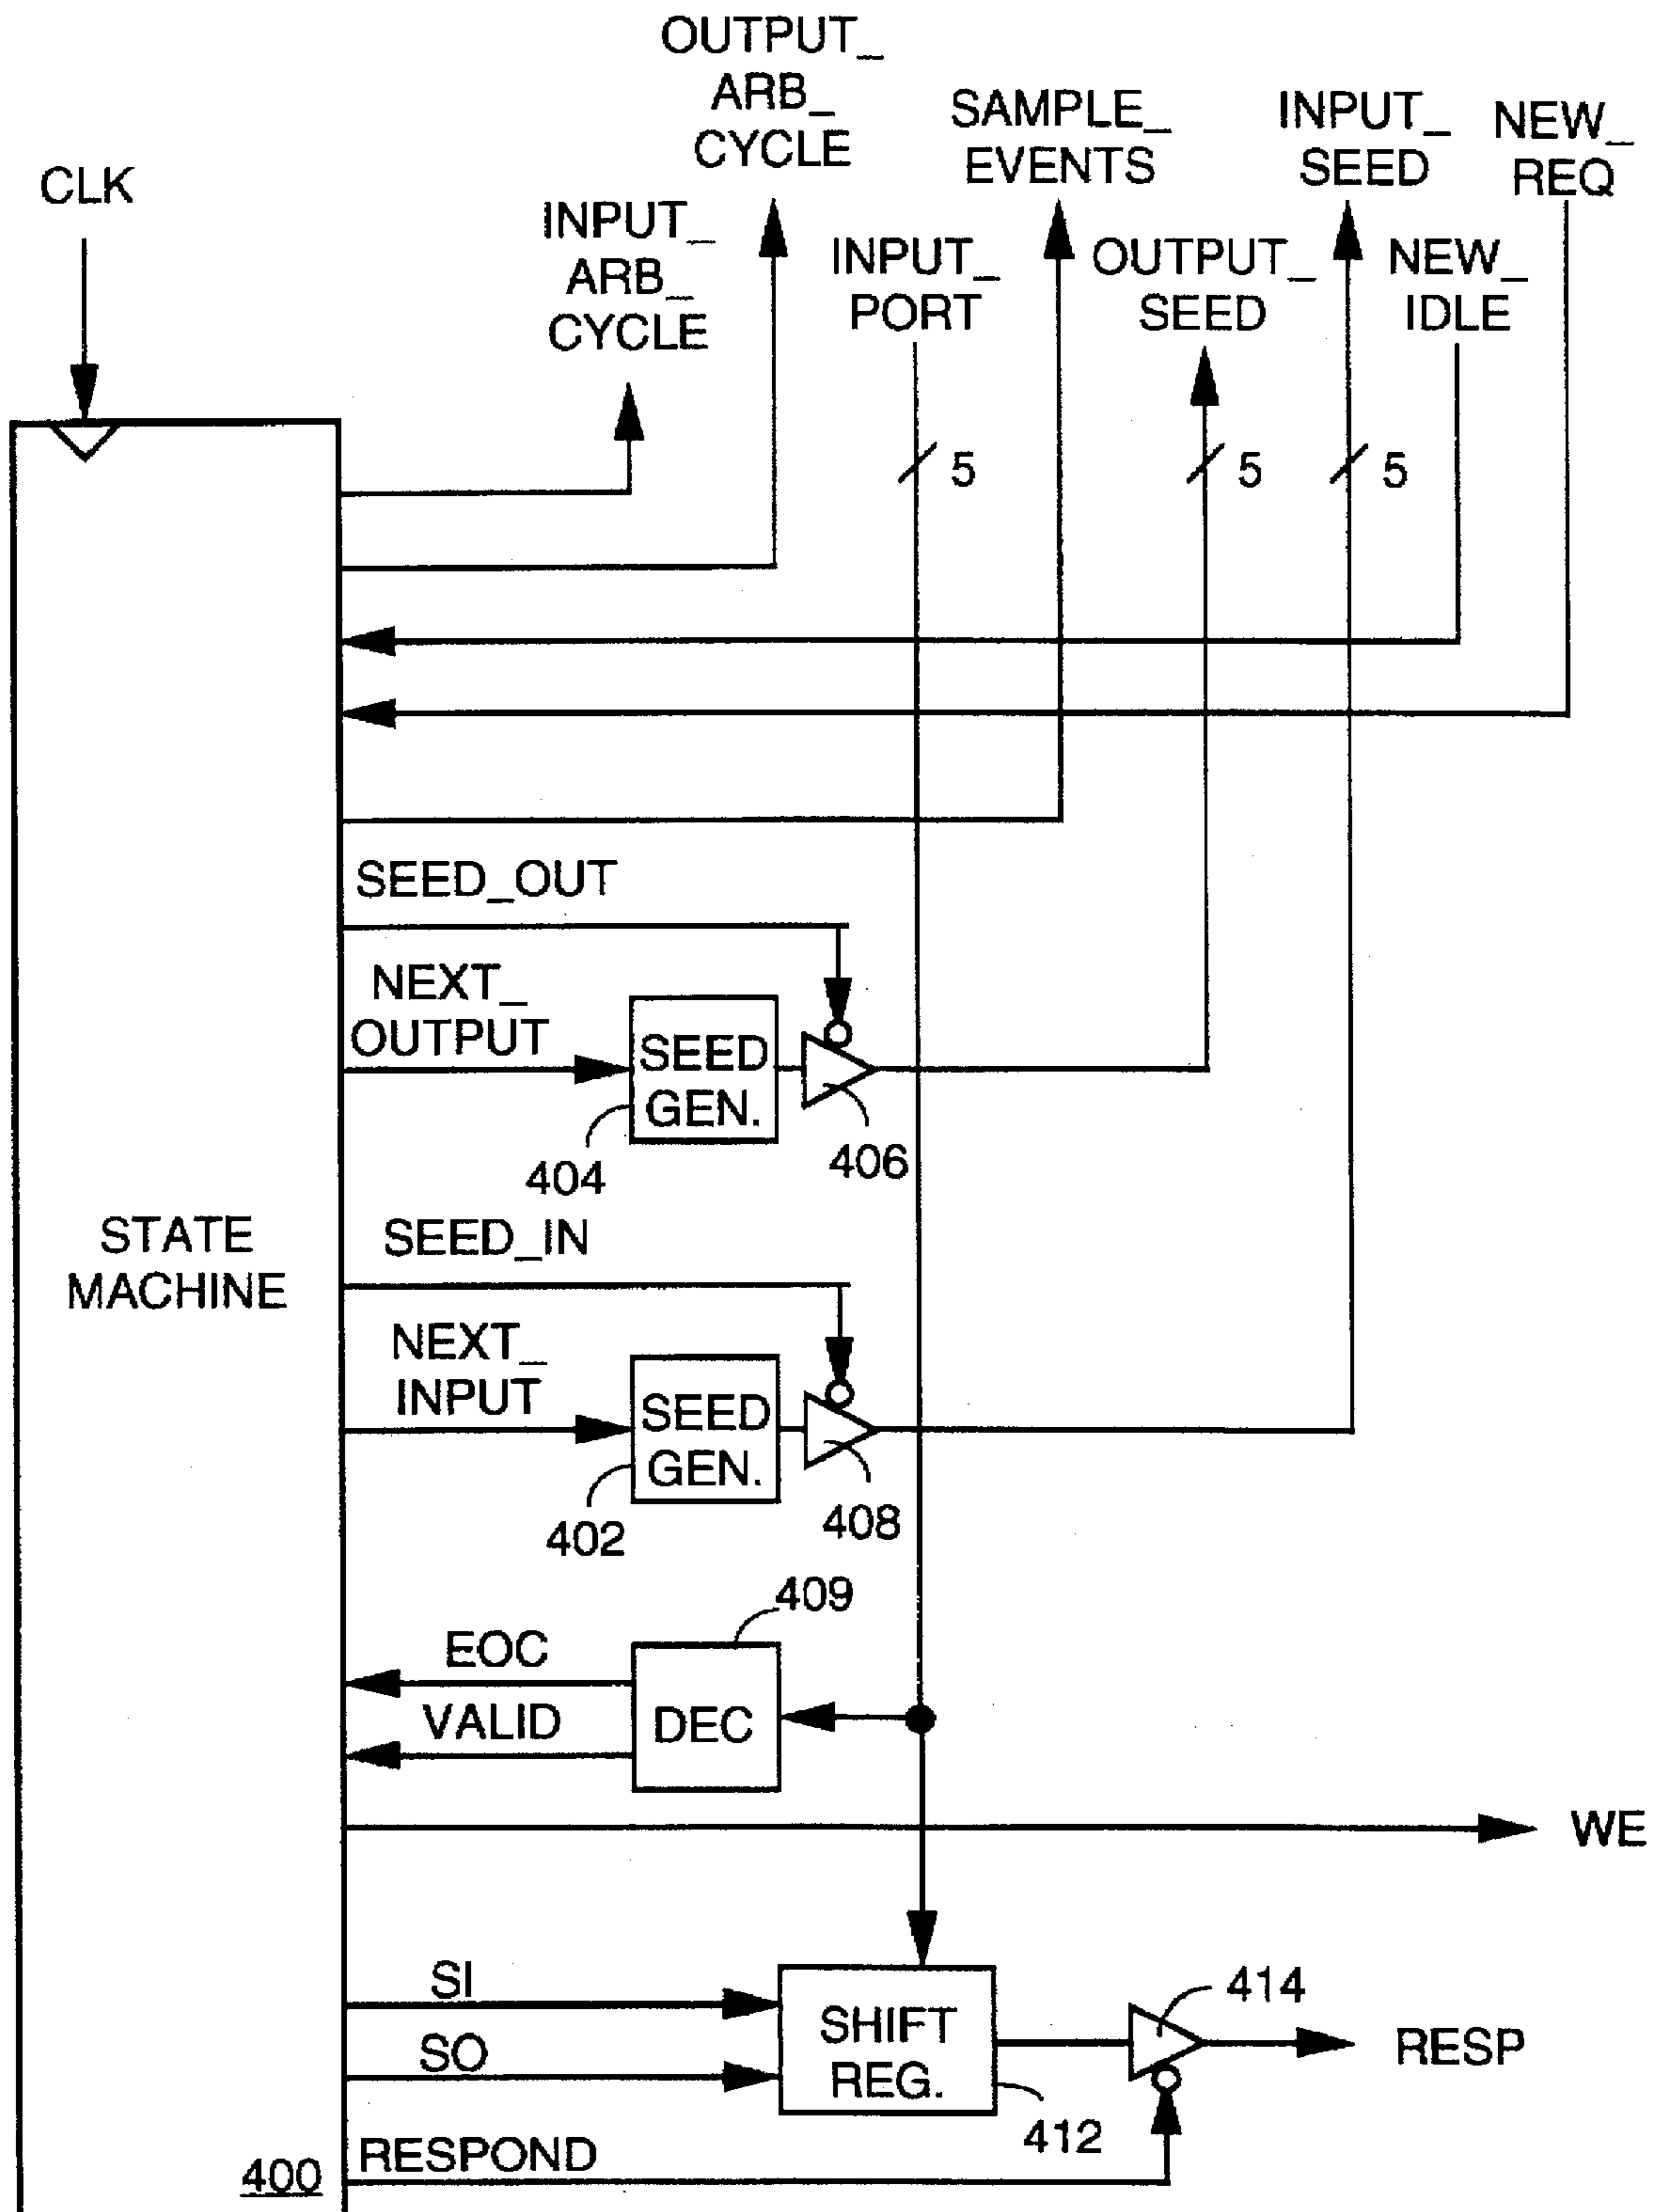 OUTPUT_
ARB_
CYCLE
SAMPLE_
EVENTS
INPUT_
SEED
NEW_
REQ
CLK
INPUT_
ARB_
CYCLE
INPUT_
PORT
OUTPUT_
SEED
NEW_
IDLE
5
5
5
SEED_OUT
NEXT_
OUTPUT
SEED
GEN.
404
406
STATE
MACHINE
SEED_IN
NEXT_
INPUT
SEED
GEN.
402
408
409
EOC
VALID
DEC
WE
SI
SO
SHIFT
REG.
414
RESP
412
RESPOND
400